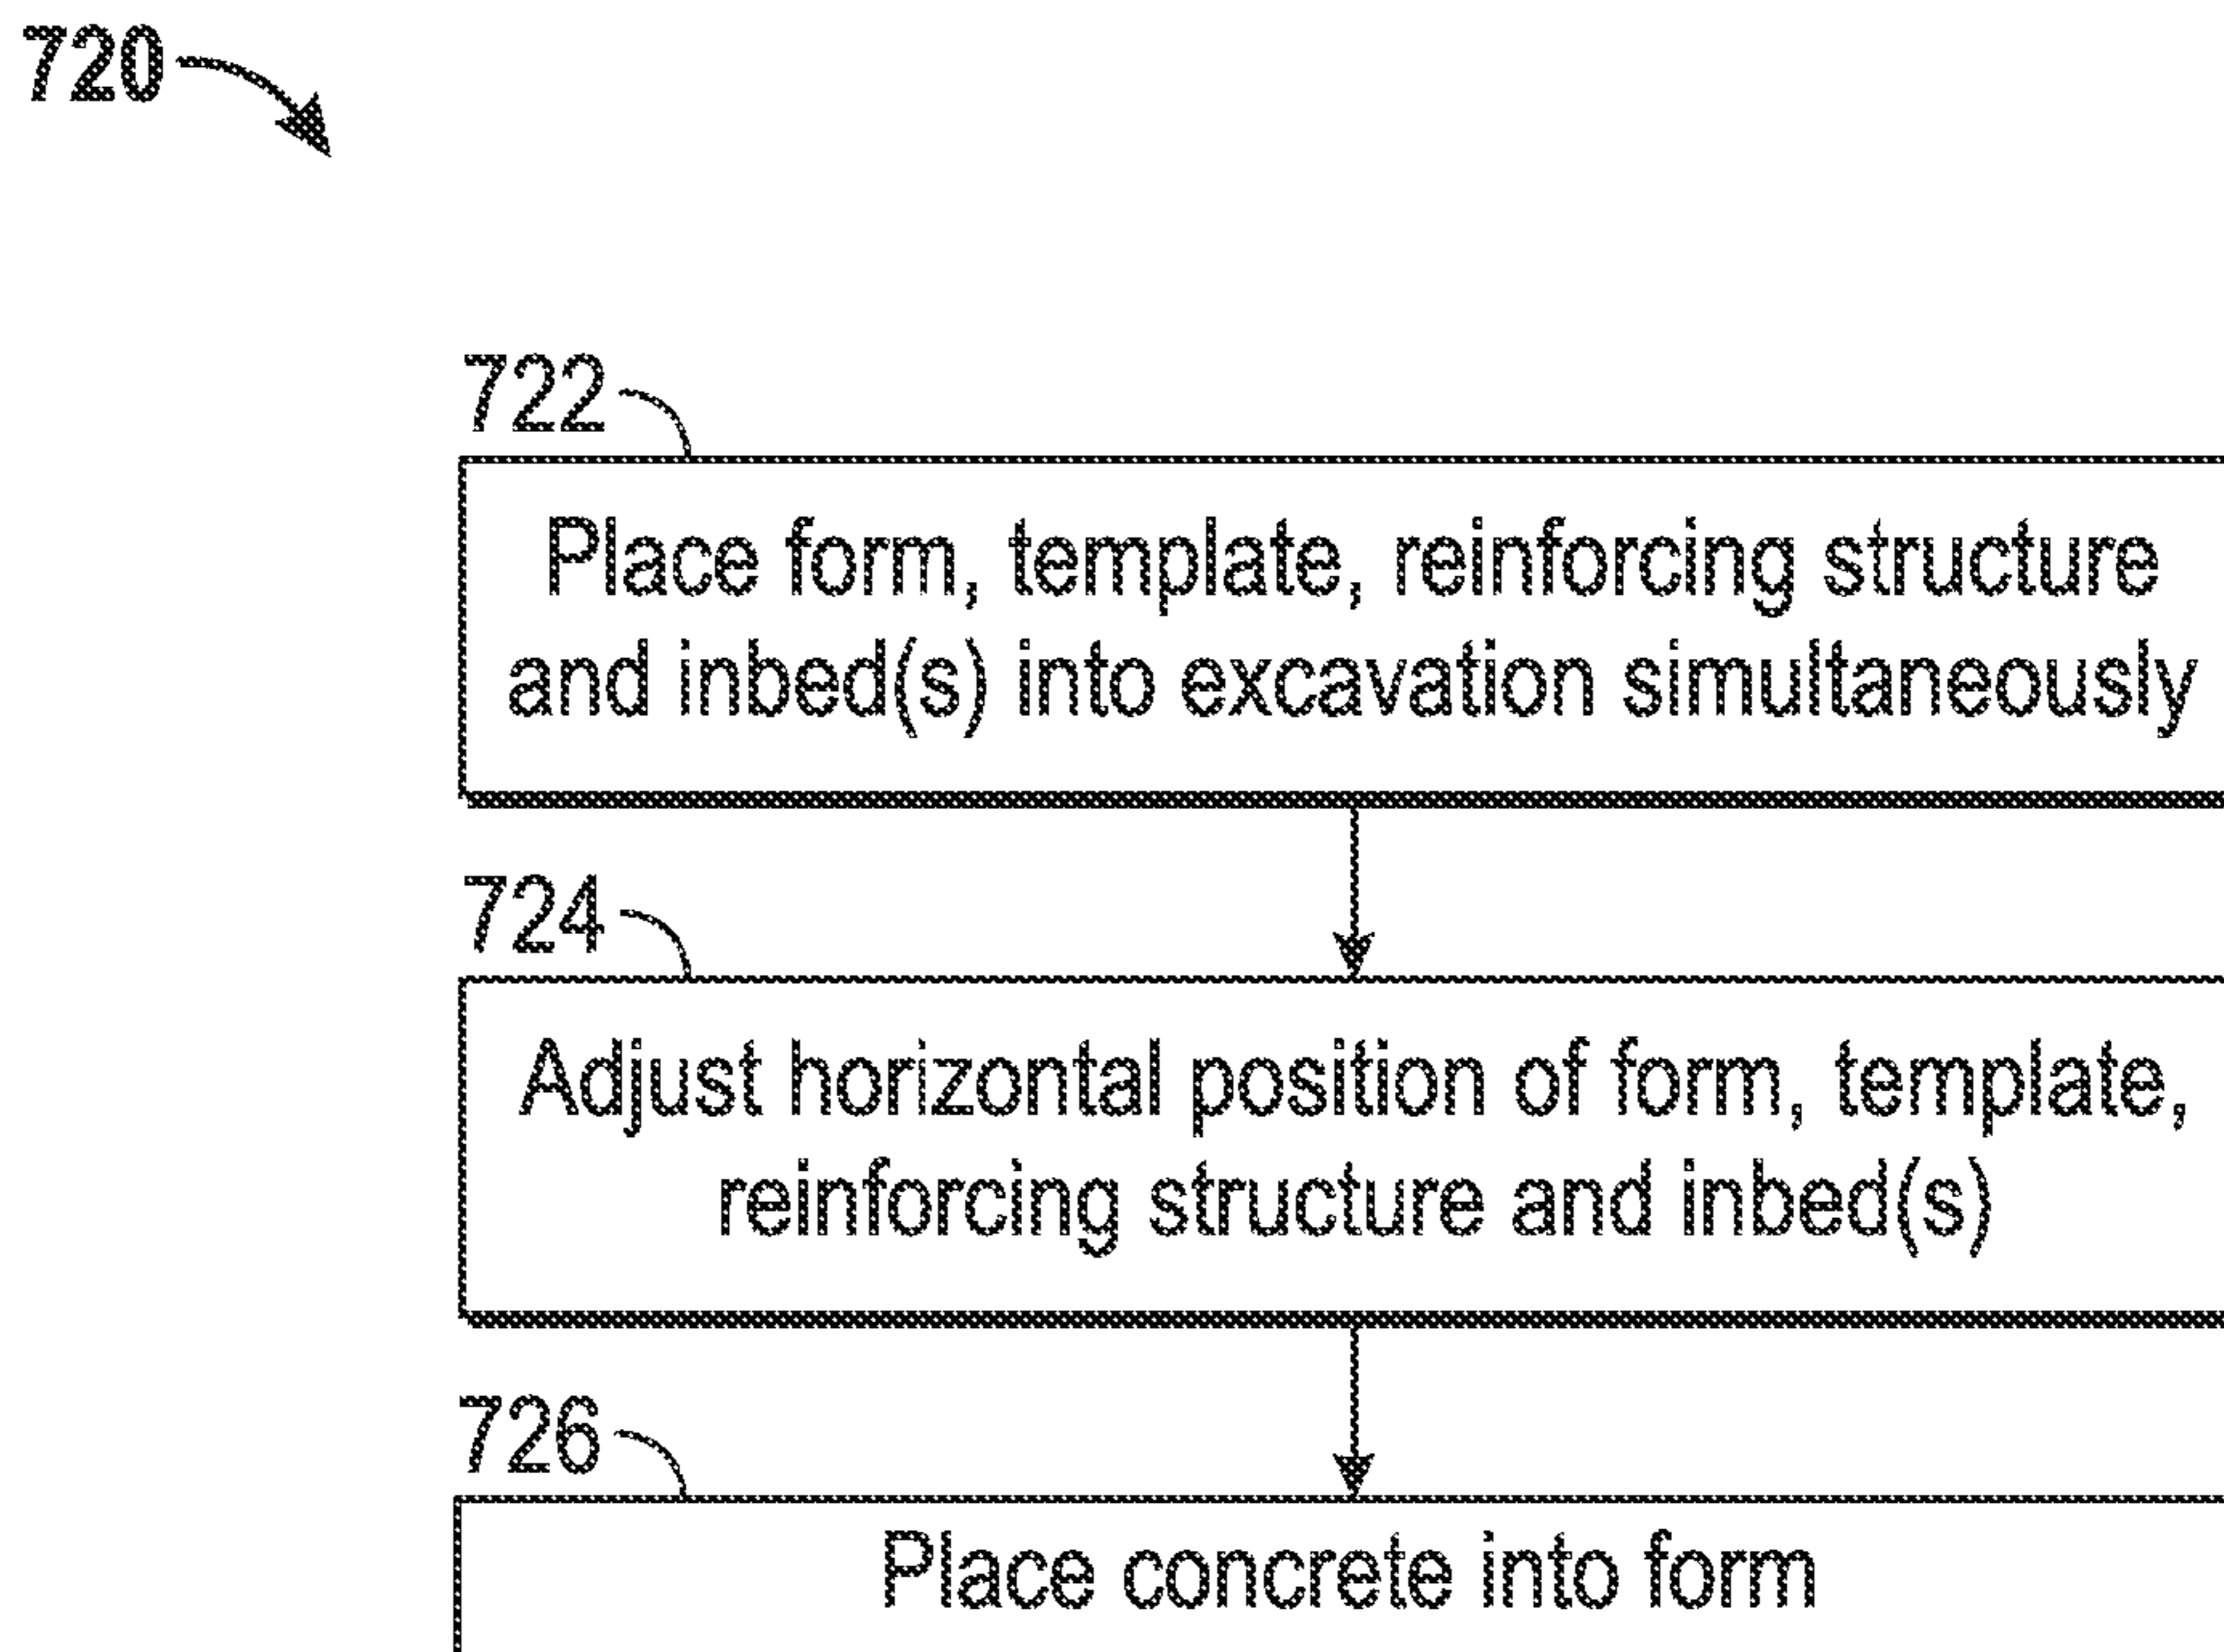 720
722
Place form, template, reinforcing structure
and inbed(s) into excavation simultaneously
724
Adjust horizontal position of form, template,
reinforcing structure and inbed(s)
726
Place concrete into form